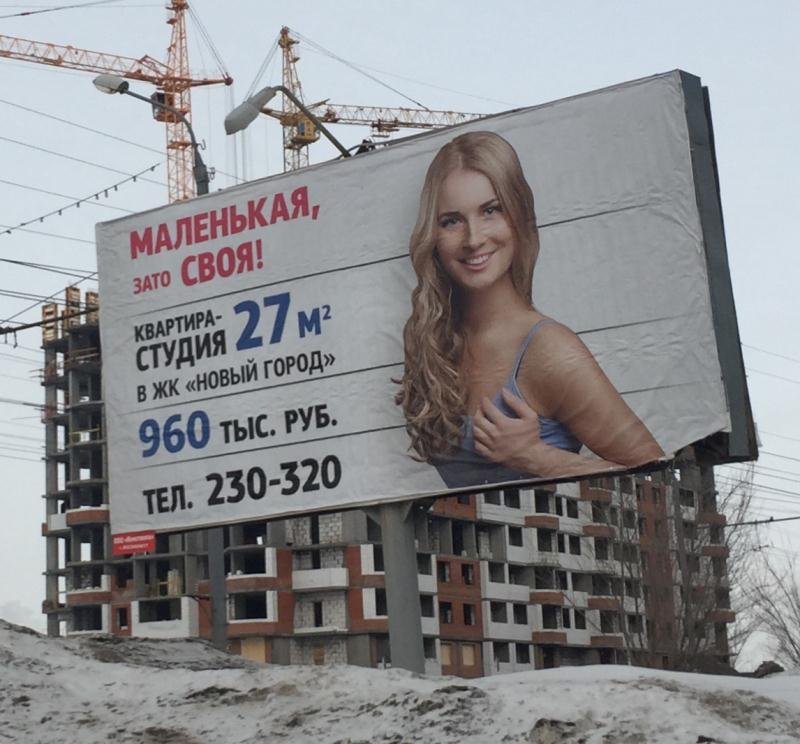 МАЛЕНЬКАЯ,
ЗАТО СВОЯ!
КВАРТИРА-
СТУДИЯ 27 м²
В ЖК «НОВЫЙ ГОРОД»
960 ТЫС. РУБ.
ТЕЛ. 230-320